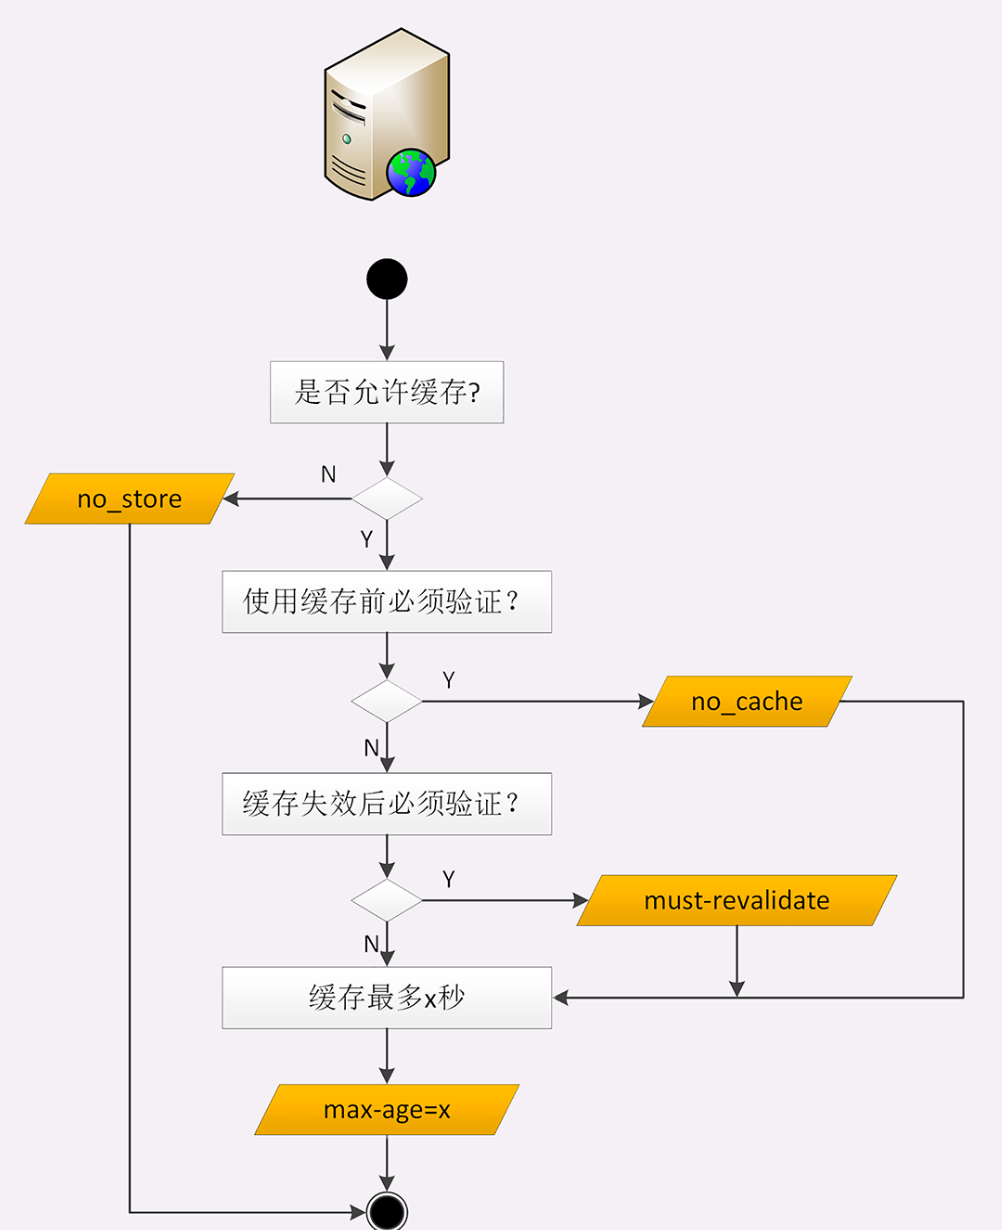 是否允许缓存?
N
no_store
Y
使用缓存前必须验证？
Y
no_cache
N
缓存失效后必须验证？
Y
must-revalidate
N
缓存最多x秒
max-age=x